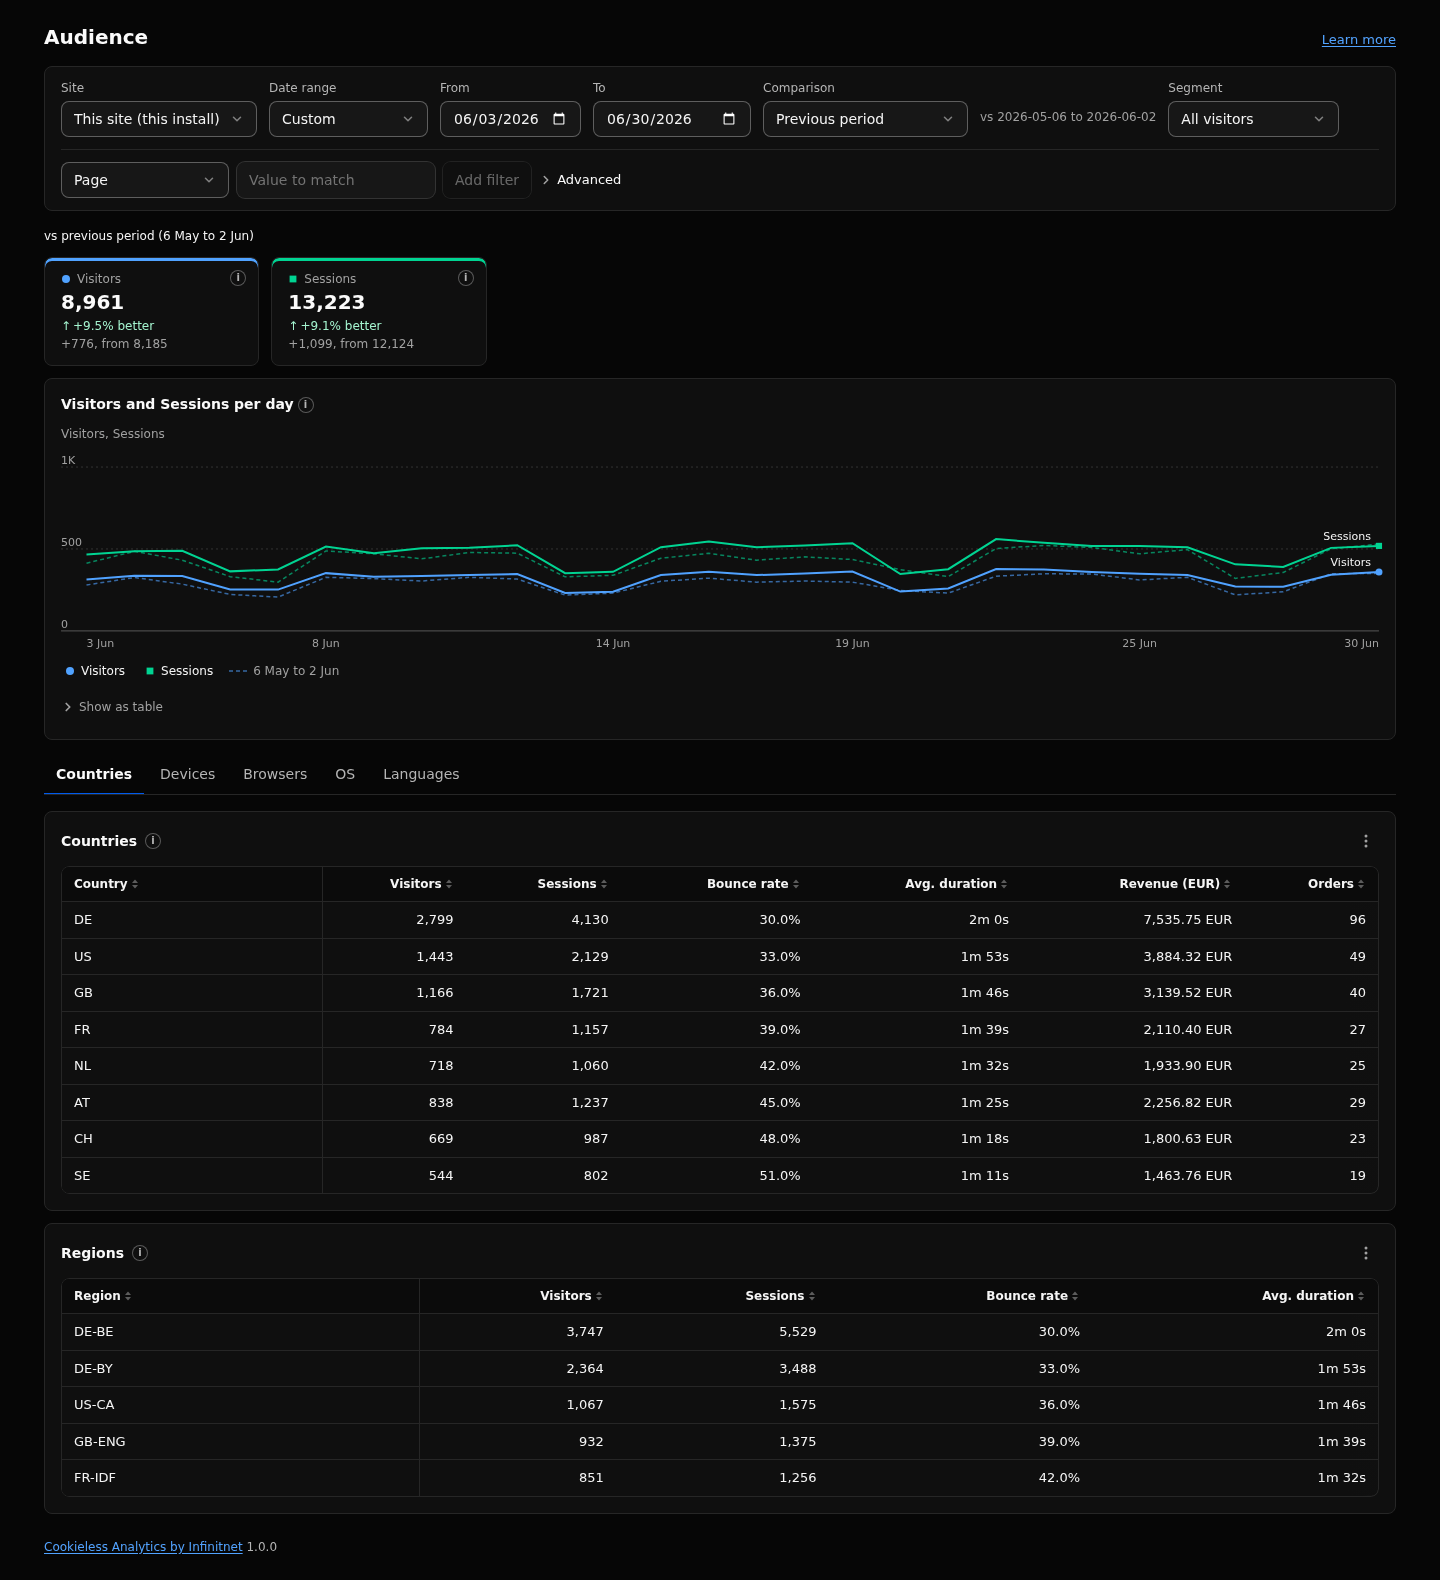 Audience
Learn more
Site
Date range
From
To
Comparison
Segment
This site (this install)
Custom
06/03/2026
06/30/2026
Previous period
vs 2026-05-06 to 2026-06-02
All visitors
Page
Value to match
Add filter
Advanced
vs previous period (6 May to 2 Jun)
Visitors i
8,961
↑ +9.5% better
+776, from 8,185
Sessions i
13,223
↑ +9.1% better
+1,099, from 12,124
Visitors and Sessions per day i
Visitors, Sessions
1K
500
0
Sessions
Visitors
3 Jun 8 Jun 14 Jun 19 Jun 25 Jun 30 Jun
Visitors Sessions 6 May to 2 Jun
Show as table
Countries Devices Browsers OS Languages
Countries i
Country Visitors Sessions Bounce rate Avg. duration Revenue (EUR) Orders
DE 2,799 4,130 30.0% 2m 0s 7,535.75 EUR 96
US 1,443 2,129 33.0% 1m 53s 3,884.32 EUR 49
GB 1,166 1,721 36.0% 1m 46s 3,139.52 EUR 40
FR 784 1,157 39.0% 1m 39s 2,110.40 EUR 27
NL 718 1,060 42.0% 1m 32s 1,933.90 EUR 25
AT 838 1,237 45.0% 1m 25s 2,256.82 EUR 29
CH 669 987 48.0% 1m 18s 1,800.63 EUR 23
SE 544 802 51.0% 1m 11s 1,463.76 EUR 19
Regions i
Region Visitors Sessions Bounce rate Avg. duration
DE-BE 3,747 5,529 30.0% 2m 0s
DE-BY 2,364 3,488 33.0% 1m 53s
US-CA 1,067 1,575 36.0% 1m 46s
GB-ENG 932 1,375 39.0% 1m 39s
FR-IDF 851 1,256 42.0% 1m 32s
Cookieless Analytics by Infinitnet 1.0.0